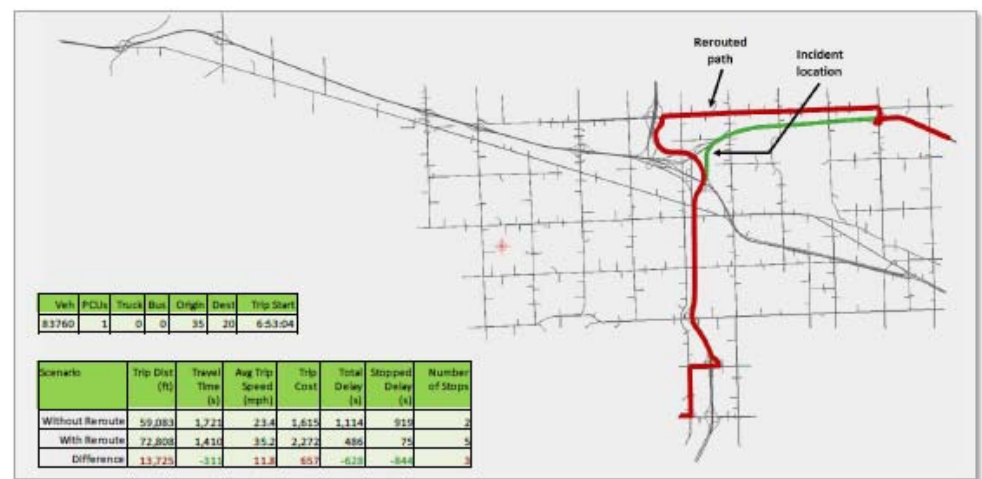 Rerouted
path
Incident
location
Veh PCUs Truck Bus Origin Dest Trip Start
83760 1 0 0 35 20 6:53:04
Scenario Trip Dist (ft) Travel Time (s) Avg Trip Speed (mph) Trip Cost Total Delay (s) Stopped Delay (s) Number of Stops
Without Reroute 59,083 1,721 23.4 1,615 1,114 919 2
With Reroute 72,808 1,410 35.2 2,272 486 75 5
Difference 13,725 -311 11.8 657 -628 -844 3